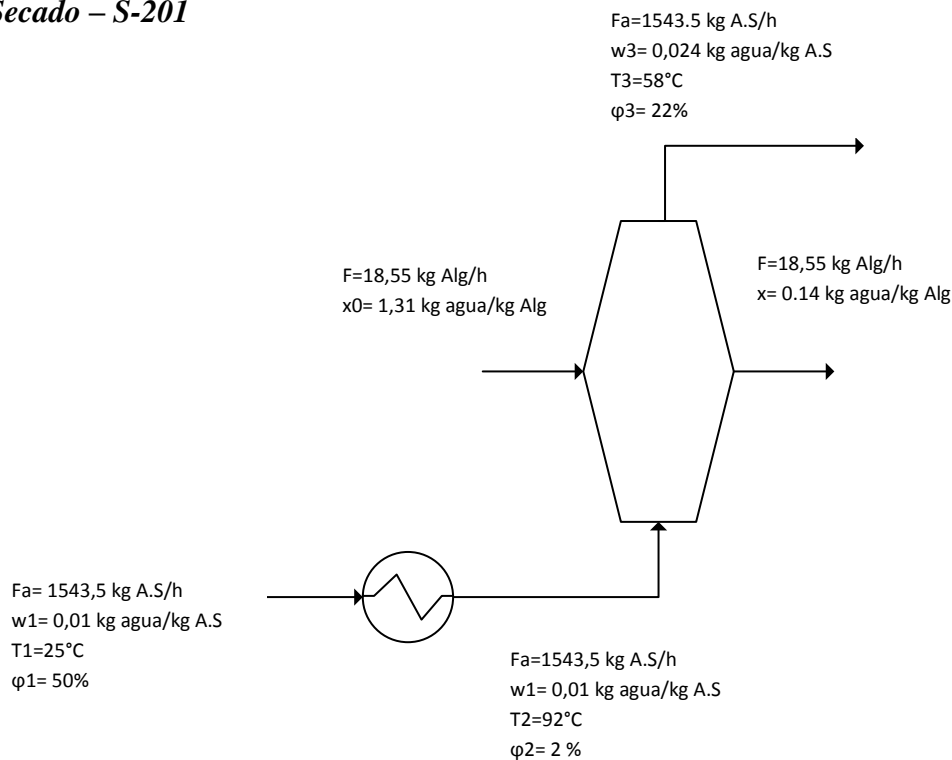 Secado – S-201
Fa=1543.5 kg A.S/h
w3= 0,024 kg agua/kg A.S
T3=58°C
φ3= 22%
F=18,55 kg Alg/h
x0= 1,31 kg agua/kg Alg
F=18,55 kg Alg/h
x= 0.14 kg agua/kg Alg
Fa= 1543,5 kg A.S/h
w1= 0,01 kg agua/kg A.S
T1=25°C
φ1= 50%
Fa=1543,5 kg A.S/h
w1= 0,01 kg agua/kg A.S
T2=92°C
φ2= 2 %